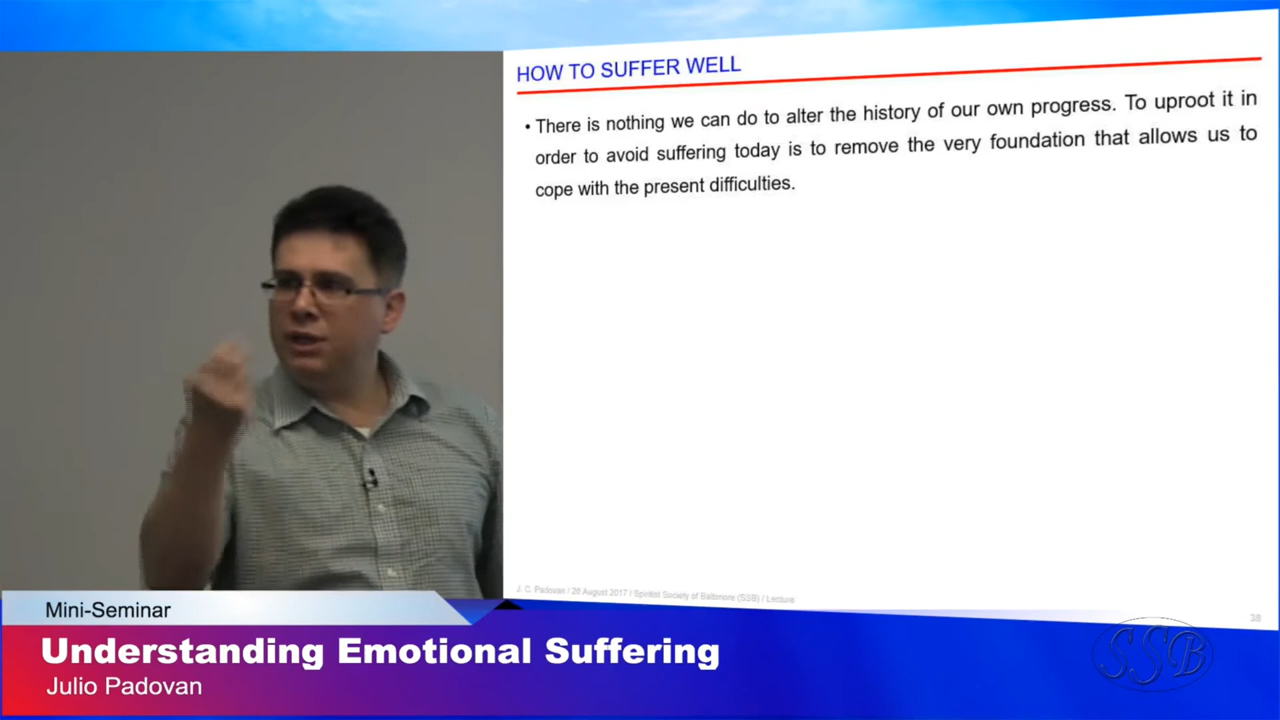 HOW TO SUFFER WELL
• There is nothing we can do to alter the history of our own progress. To uproot it in
order to avoid suffering today is to remove the very foundation that allows us to
cope with the present difficulties.
J. C. Padovan / 26 August 2017 / Spiritist Society of Baltimore (SSB) / Lecture
38
Mini-Seminar
Understanding Emotional Suffering
Julio Padovan
SSB